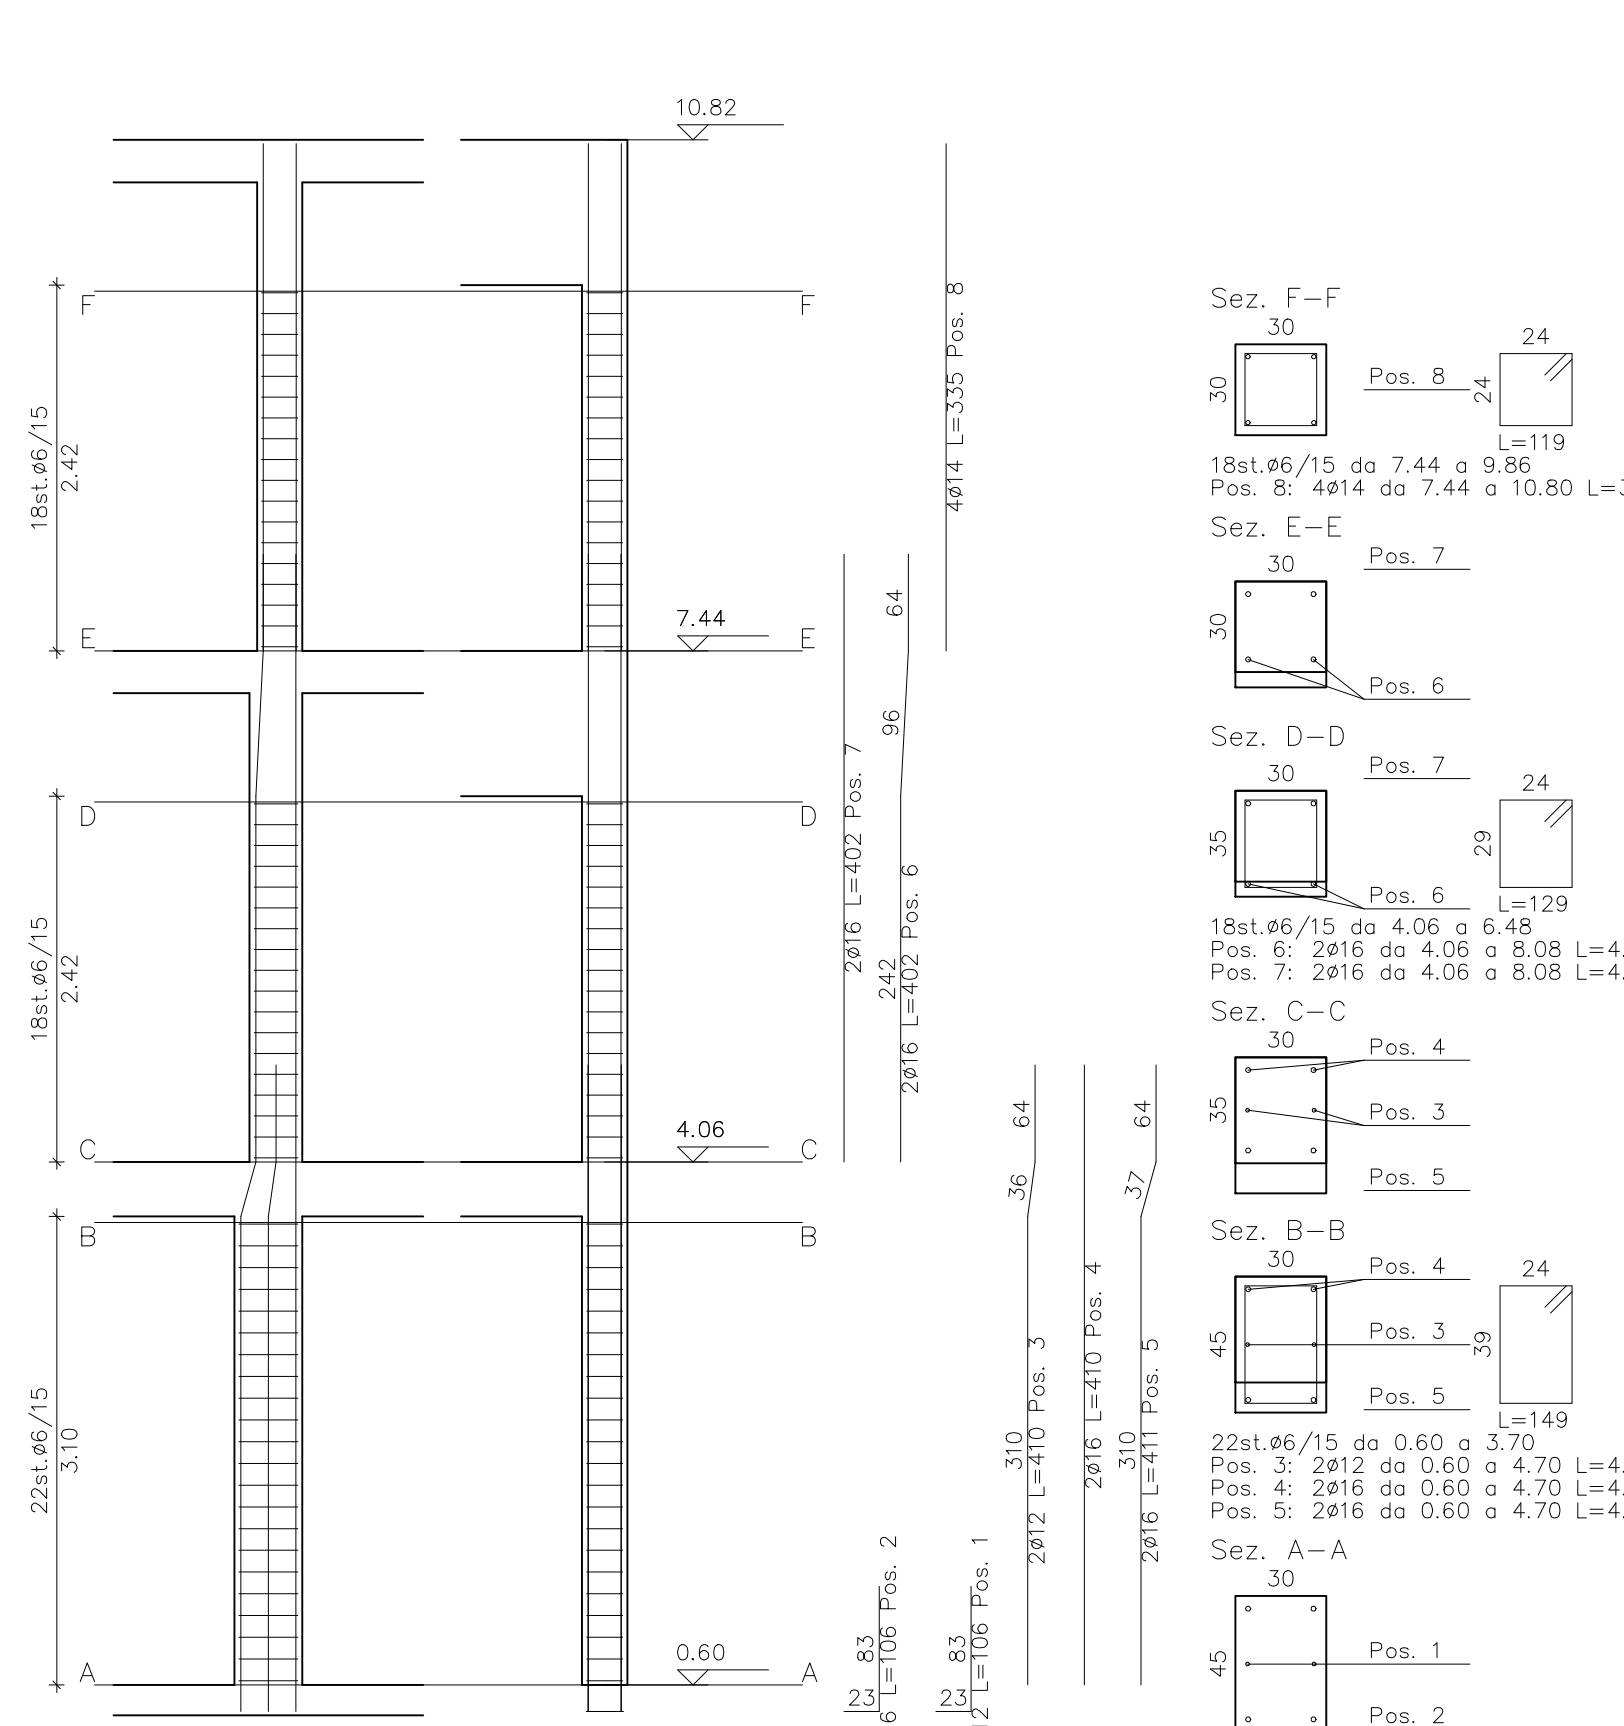 10.82
F
F
18st.ø6/15
2.42
E
7.44
E
D
D
18st.ø6/15
2.42
C
4.06
C
B
B
22st.ø6/15
3.10
A
0.60
A
4ø14 L=335 Pos. 8
2ø16 L=402 Pos. 7
64
96
242
2ø16 L=402 Pos. 6
64
36
310
2ø12 L=410 Pos. 3
2ø16 L=410 Pos. 4
64
37
310
2ø16 L=411 Pos. 5
83
23
6 L=106 Pos. 2
83
23
12 L=106 Pos. 1
Sez. F-F
30
30
Pos. 8
24
24
L=119
18st.ø6/15 da 7.44 a 9.86
Pos. 8: 4ø14 da 7.44 a 10.80 L=3
Sez. E-E
30
30
Pos. 7
Pos. 6
Sez. D-D
30
35
Pos. 7
Pos. 6
24
29
L=129
18st.ø6/15 da 4.06 a 6.48
Pos. 6: 2ø16 da 4.06 a 8.08 L=4.
Pos. 7: 2ø16 da 4.06 a 8.08 L=4.
Sez. C-C
30
35
Pos. 4
Pos. 3
Pos. 5
Sez. B-B
30
45
Pos. 4
Pos. 3
Pos. 5
24
39
L=149
22st.ø6/15 da 0.60 a 3.70
Pos. 3: 2ø12 da 0.60 a 4.70 L=4.
Pos. 4: 2ø16 da 0.60 a 4.70 L=4.
Pos. 5: 2ø16 da 0.60 a 4.70 L=4.
Sez. A-A
30
45
Pos. 1
Pos. 2